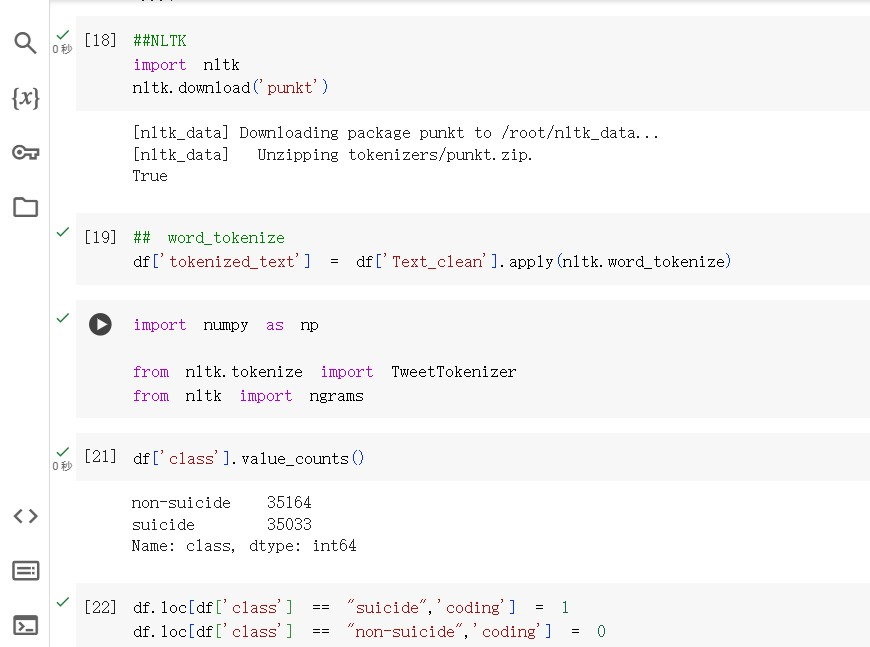 [18] ##NLTK
0 秒
import nltk
nltk.download('punkt')
{x}
[nltk_data] Downloading package punkt to /root/nltk_data...
[nltk_data]   Unzipping tokenizers/punkt.zip.
True
[19] ## word_tokenize
df['tokenized_text'] = df['Text_clean'].apply(nltk.word_tokenize)
import numpy as np
from nltk.tokenize import TweetTokenizer
from nltk import ngrams
[21] df['class'].value_counts()
0 秒
non-suicide    35164
suicide        35033
Name: class, dtype: int64
[22] df.loc[df['class'] == "suicide",'coding'] = 1
df.loc[df['class'] == "non-suicide",'coding'] = 0